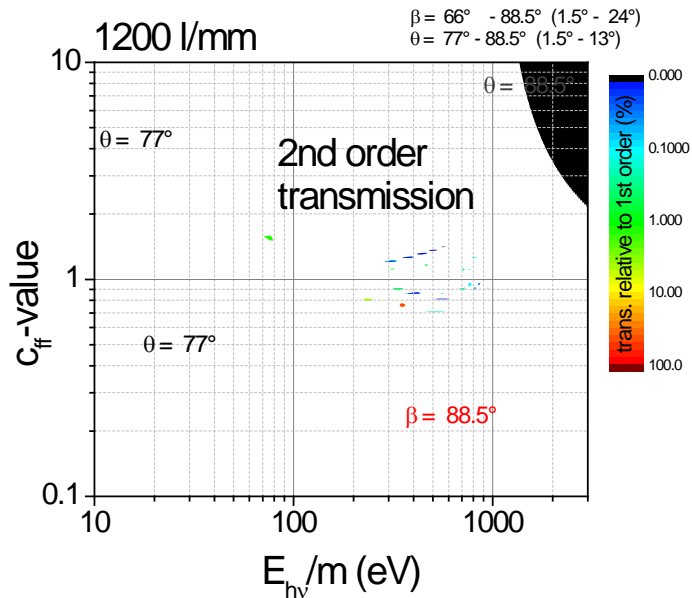 β = 66° - 88.5° (1.5° - 24°)
1200 l/mm
θ = 77° - 88.5° (1.5° - 13°)
10
θ = 88.5°
0.000
θ = 77°
2nd order
transmission
0.1000
1.000
10.00
100.0
trans. relative to 1st order (%)
1
cff-value
θ = 77°
β = 88.5°
0.1
10
100
1000
Ehν/m (eV)